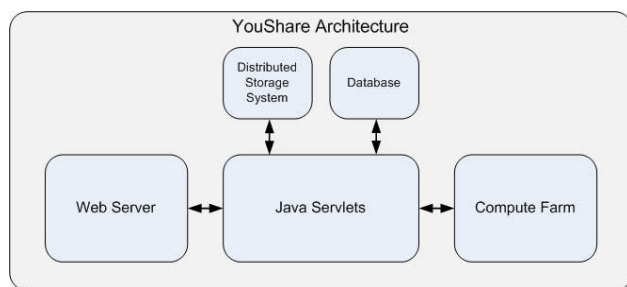 YouShare Architecture
Distributed
Storage
System
Database
Web Server
Java Servlets
Compute Farm